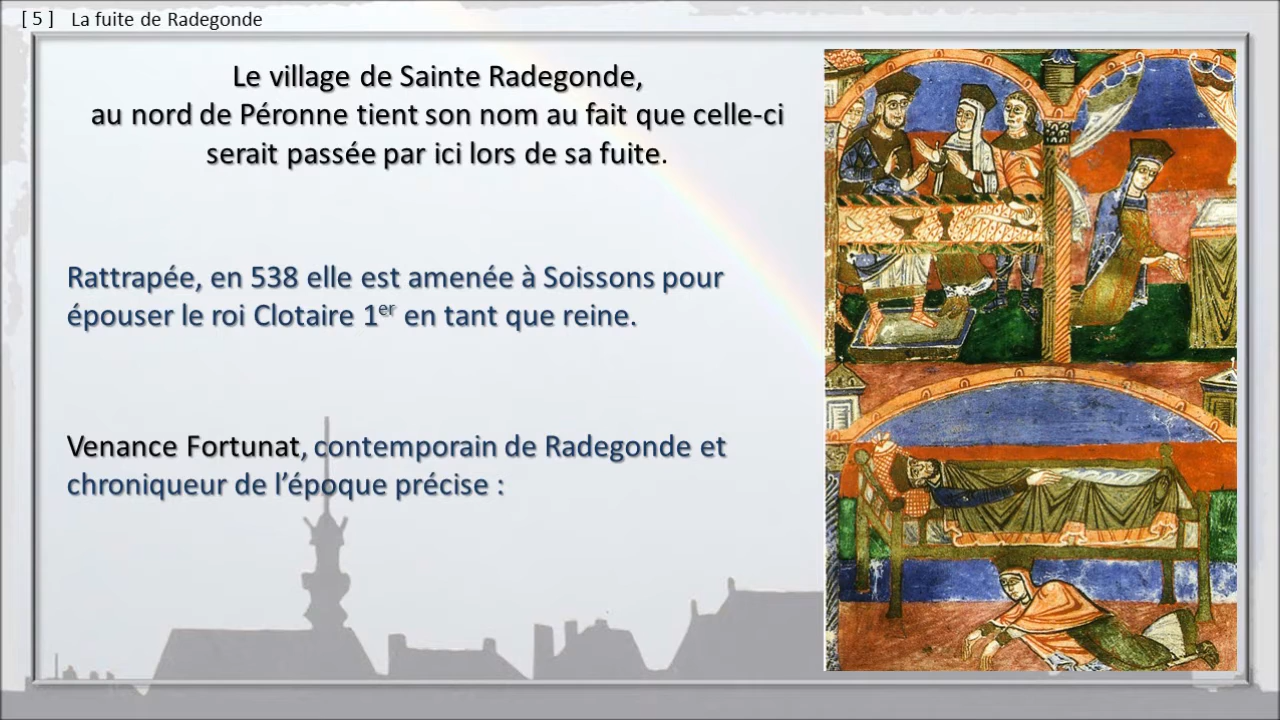 [ 5 ] La fuite de Radegonde
Le village de Sainte Radegonde,
au nord de Péronne tient son nom au fait que celle-ci
serait passée par ici lors de sa fuite.
Rattrapée, en 538 elle est amenée à Soissons pour
épouser le roi Clotaire 1er en tant que reine.
Venance Fortunat, contemporain de Radegonde et
chroniqueur de l’époque précise :